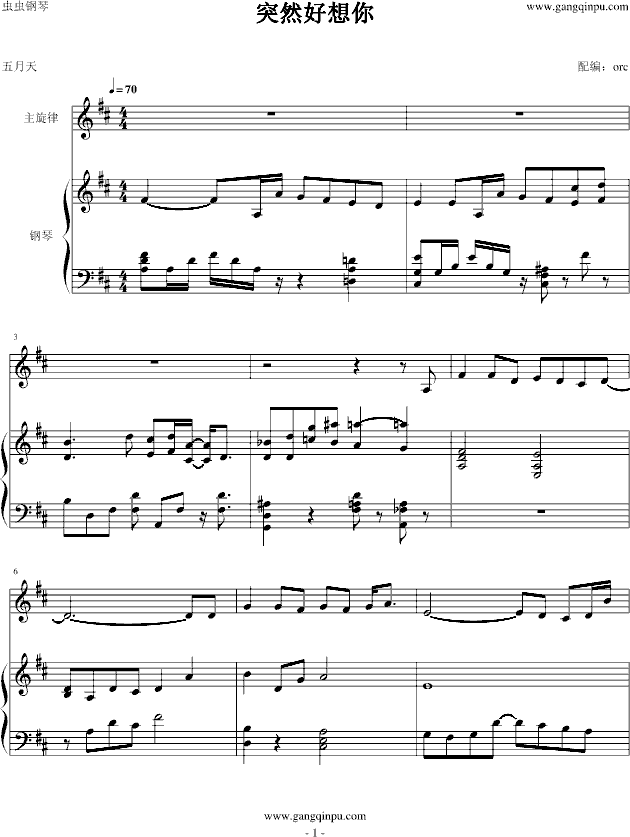 虫虫钢琴
www.gangqinpu.com
突然好想你
五月天
配编：orc
= 70
主旋律
钢琴
3
6
www.gangqinpu.com
- 1 -